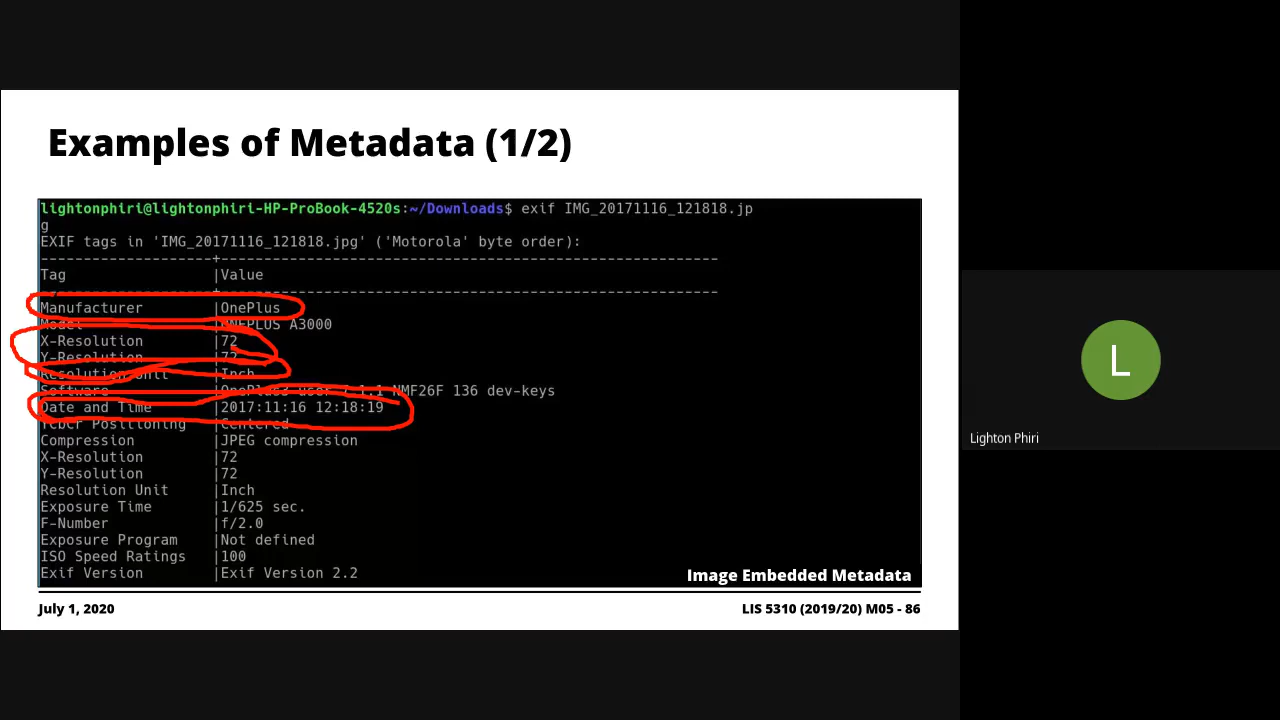 Examples of Metadata (1/2)
lightonphiri@lightonphiri-HP-ProBook-4520s:~/Downloads$ exif IMG_20171116_121818.jp
g
EXIF tags in 'IMG_20171116_121818.jpg' ('Motorola' byte order):
--------------------+----------------------------------------------------------
Tag                 |Value
--------------------+----------------------------------------------------------
Manufacturer        |OnePlus
Model               |ONEPLUS A3000
X-Resolution        |72
Y-Resolution        |72
Resolution Unit     |Inch
Software            |OnePlus3-user 7.1.1 NMF26F 136 dev-keys
Date and Time       |2017:11:16 12:18:19
YCbCr Positioning   |Centered
Compression         |JPEG compression
X-Resolution        |72
Y-Resolution        |72
Resolution Unit     |Inch
Exposure Time       |1/625 sec.
F-Number            |f/2.0
Exposure Program    |Not defined
ISO Speed Ratings   |100
Exif Version        |Exif Version 2.2
Image Embedded Metadata
July 1, 2020
LIS 5310 (2019/20) M05 - 86
L
Lighton Phiri